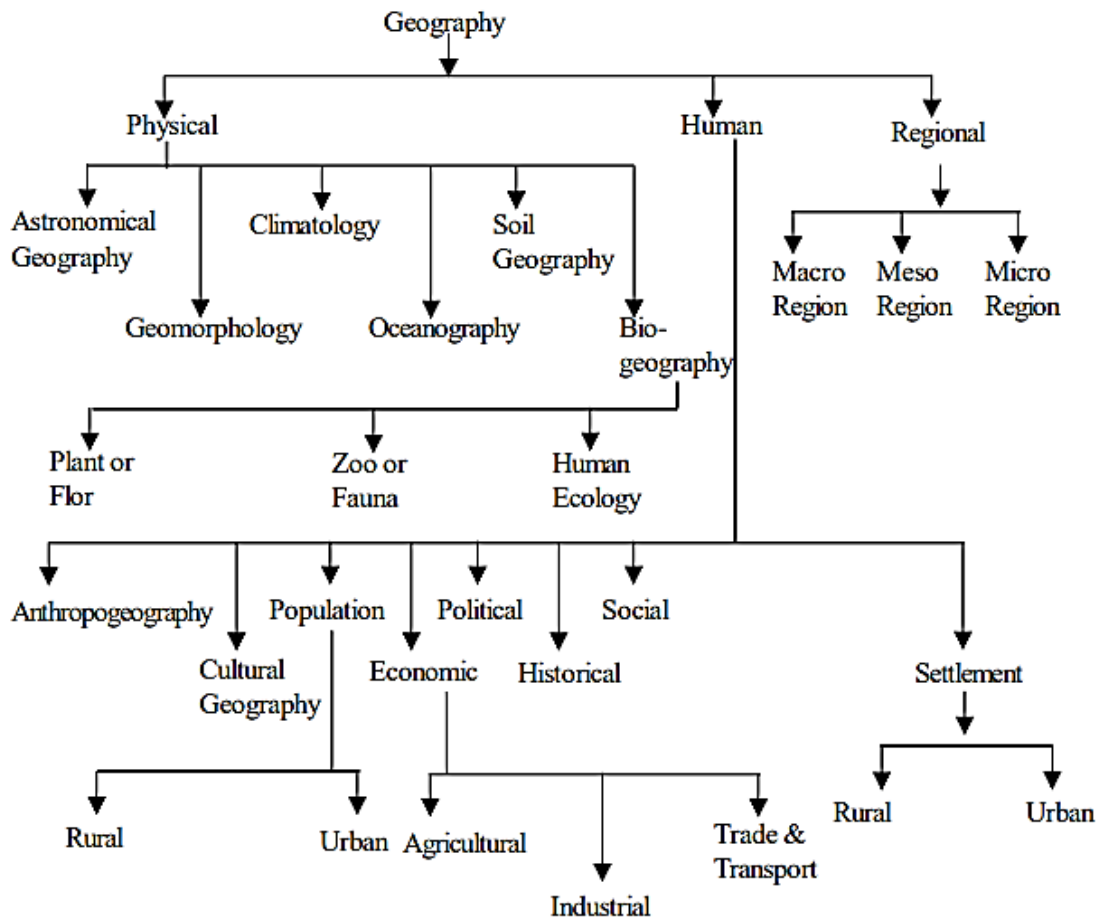 Geography
Physical
Human
Regional
Astronomical
Geography
Climatology
Soil
Geography
Macro
Region
Meso
Region
Micro
Region
Geomorphology
Oceanography
Bio-
geography
Plant or
Flor
Zoo or
Fauna
Human
Ecology
Anthropogeography
Population
Political
Social
Cultural
Geography
Economic
Historical
Settlement
Rural
Urban
Agricultural
Industrial
Trade &
Transport
Rural
Urban